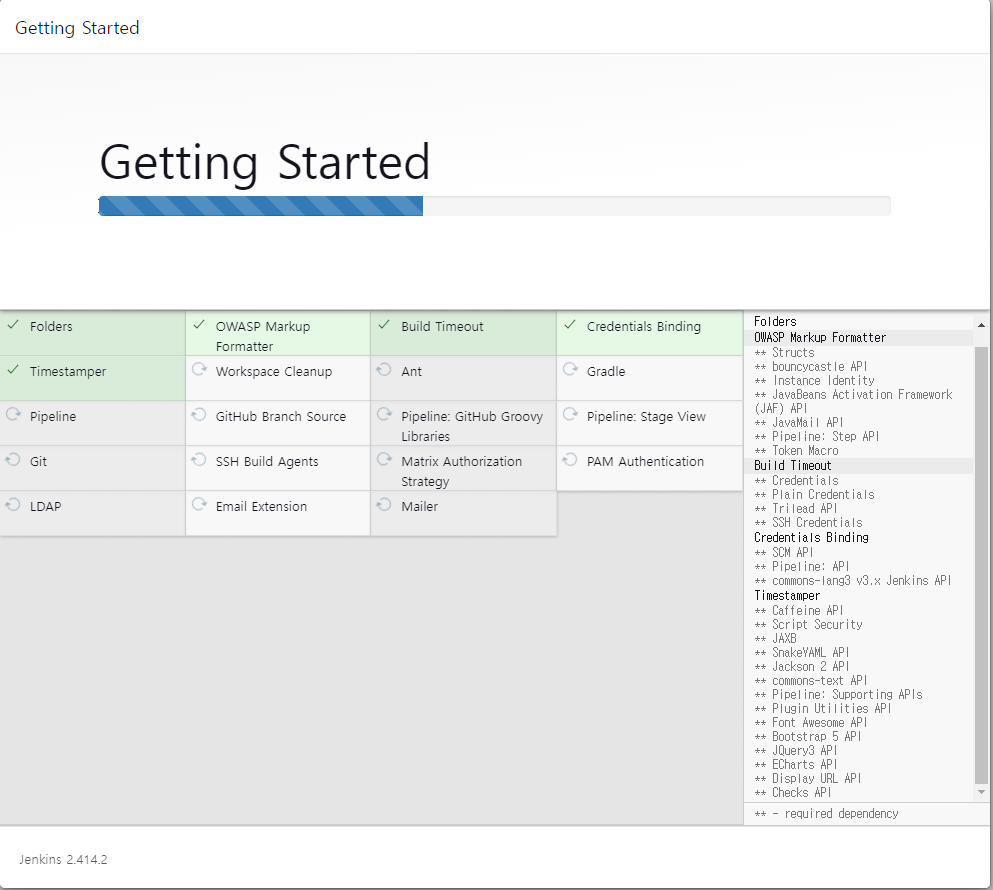 Getting Started
Getting Started
Folders
OWASP Markup
Formatter
Build Timeout
Credentials Binding
Timestamper
Workspace Cleanup
Ant
Gradle
Pipeline
GitHub Branch Source
Pipeline: GitHub Groovy
Libraries
Pipeline: Stage View
Git
SSH Build Agents
Matrix Authorization
Strategy
PAM Authentication
LDAP
Email Extension
Mailer
Folders
OWASP Markup Formatter
** Structs
** bouncycastle API
** Instance Identity
** JavaBeans Activation Framework
(JAF) API
** JavaMail API
** Pipeline: Step API
** Token Macro
Build Timeout
** Credentials
** Plain Credentials
** Trilead API
** SSH Credentials
Credentials Binding
** SCM API
** Pipeline: API
** commons-lang3 v3.x Jenkins API
Timestamper
** Caffeine API
** Script Security
** JAXB
** SnakeYAML API
** Jackson 2 API
** commons-text API
** Pipeline: Supporting APIs
** Plugin Utilities API
** Font Awesome API
** Bootstrap 5 API
** JQuery3 API
** ECharts API
** Display URL API
** Checks API
** - required dependency
Jenkins 2.414.2